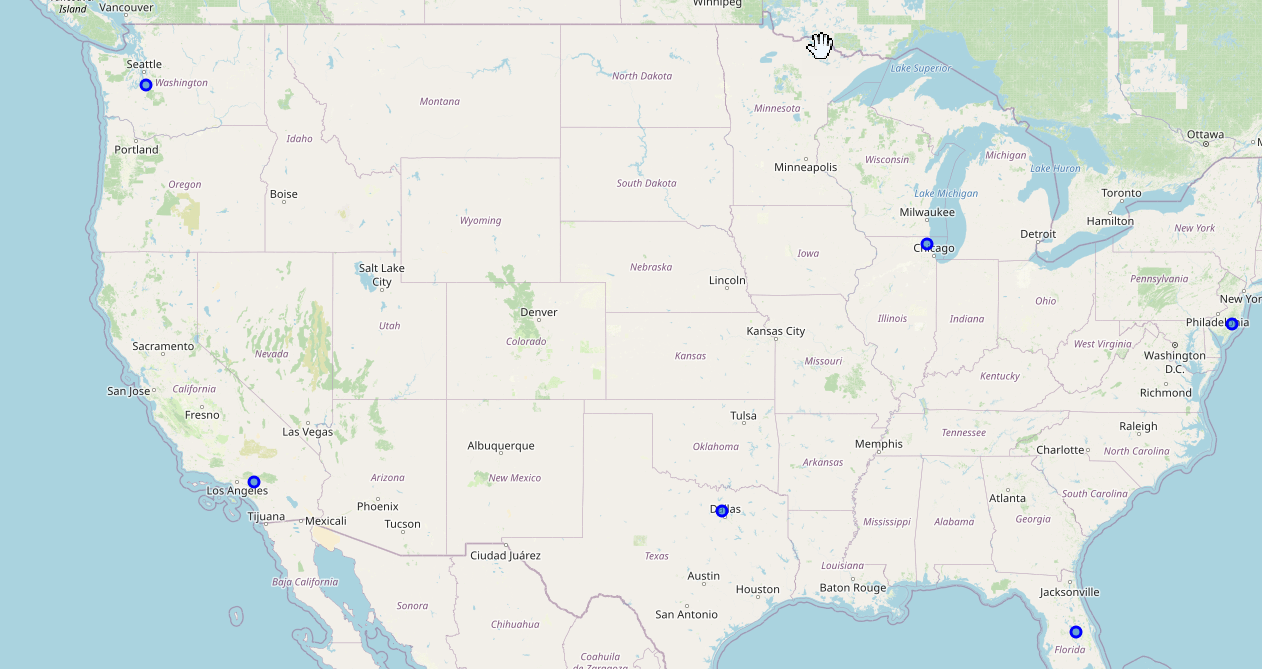 Island
Vancouver
Winnipeg
Seattle
Washington
North Dakota
Lake Superior
Montana
Minnesota
Ottawa
Idaho
Portland
Minneapolis
Wisconsin
Michigan
Lake Huron
Oregon
South Dakota
Boise
Lake Michigan
Toronto
Wyoming
Milwaukee
Hamilton
New York
Detroit
Chicago
Iowa
Nebraska
Salt Lake
City
Lincoln
Pennsylvania
Denver
Illinois
Indiana
Ohio
New Yor
Utah
Colorado
Kansas City
Philadelphia
Sacramento
Nevada
Kansas
Missouri
West Virginia
Washington
D.C.
San Jose
California
Kentucky
Richmond
Fresno
Tulsa
Las Vegas
Albuquerque
Oklahoma
Memphis
Tennessee
Raleigh
Charlotte
North Carolina
Arkansas
Arizona
New Mexico
Los Angeles
South Carolina
Phoenix
Atlanta
Tijuana
Mexicali
Tucson
Dallas
Mississippi
Alabama
Georgia
Ciudad Juárez
Texas
Louisiana
Baja California
Austin
Houston
Baton Rouge
Jacksonville
Sonora
San Antonio
Chihuahua
Florida
Coahuila
de Zaragoza